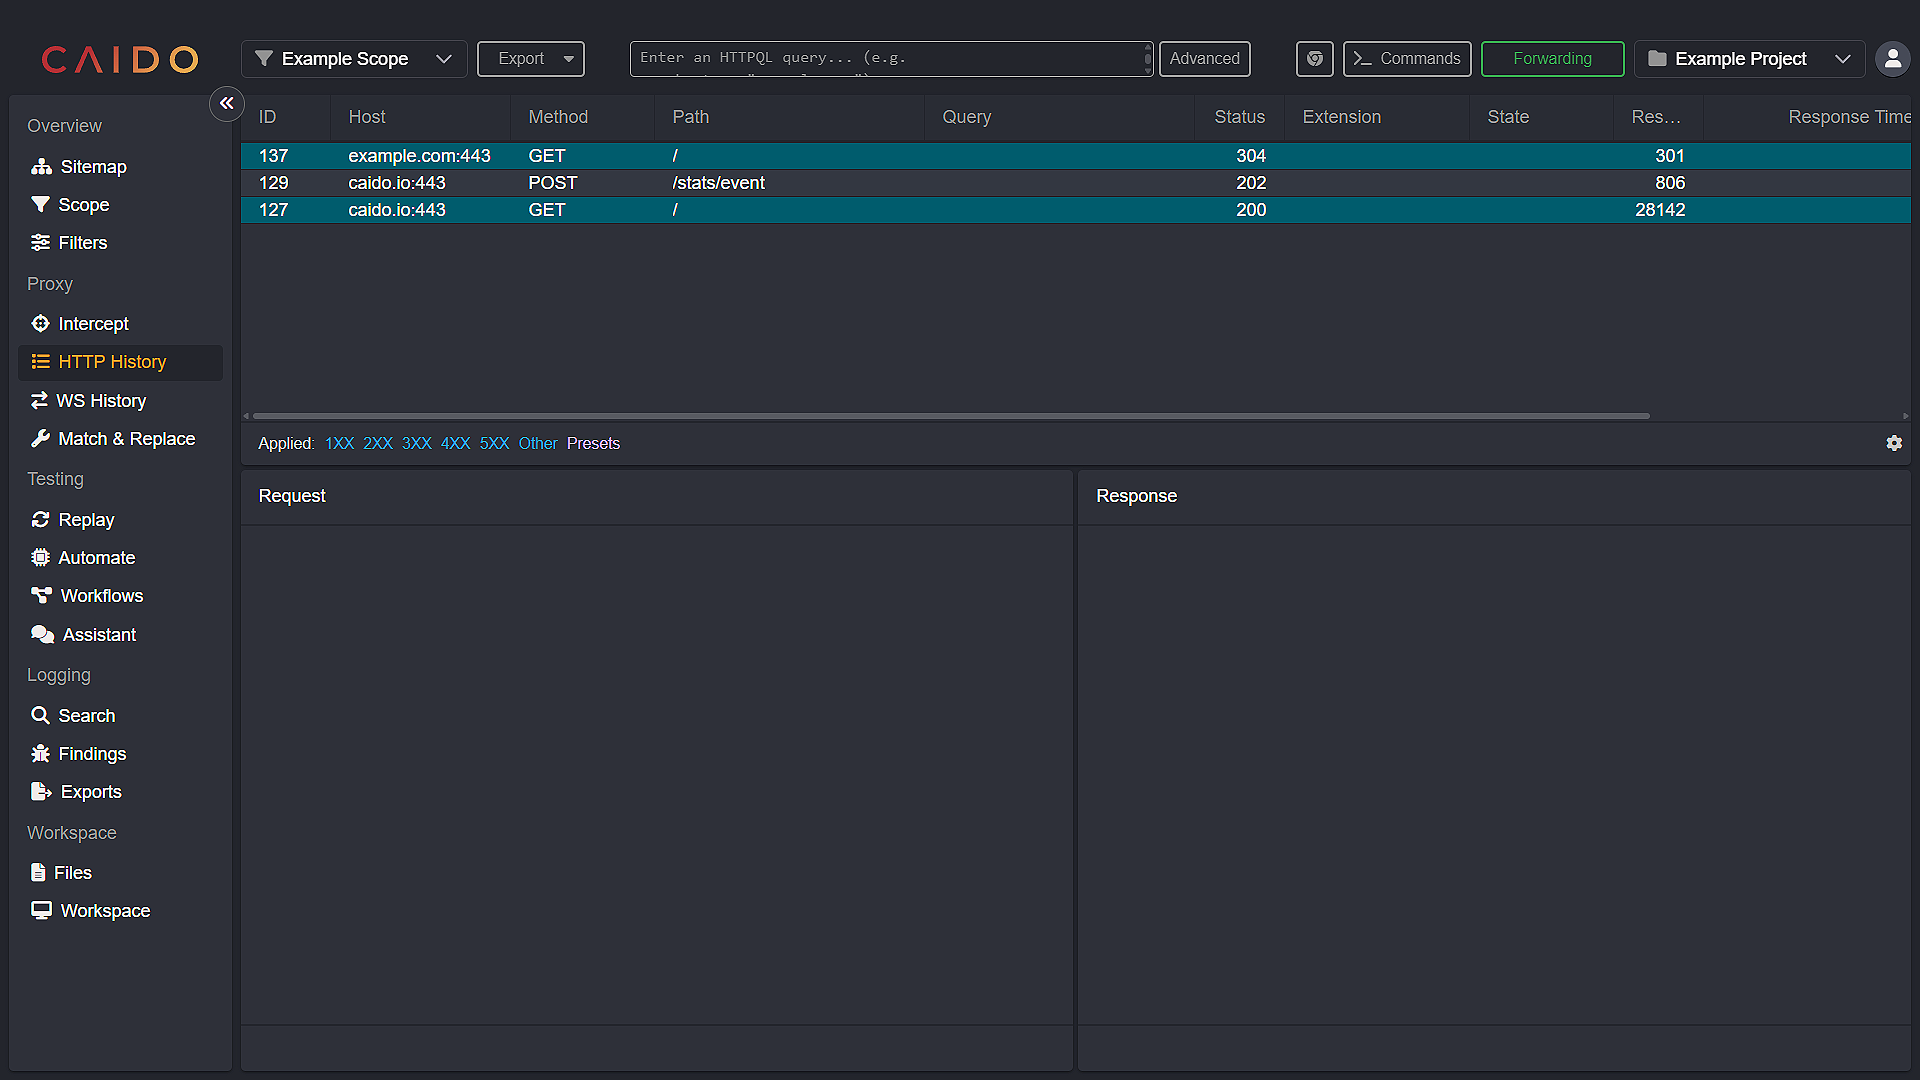 CAIDO
Example Scope
Export
Enter an HTTPQL query... (e.g.
Advanced
Commands
Forwarding
Example Project
Overview
Sitemap
Scope
Filters
Proxy
Intercept
HTTP History
WS History
Match & Replace
Testing
Replay
Automate
Workflows
Assistant
Logging
Search
Findings
Exports
Workspace
Files
Workspace
ID Host Method Path Query Status Extension State Res... Response Time
137 example.com:443 GET / 304 301
129 caido.io:443 POST /stats/event 202 806
127 caido.io:443 GET / 200 28142
Applied: 1XX 2XX 3XX 4XX 5XX Other Presets
Request
Response